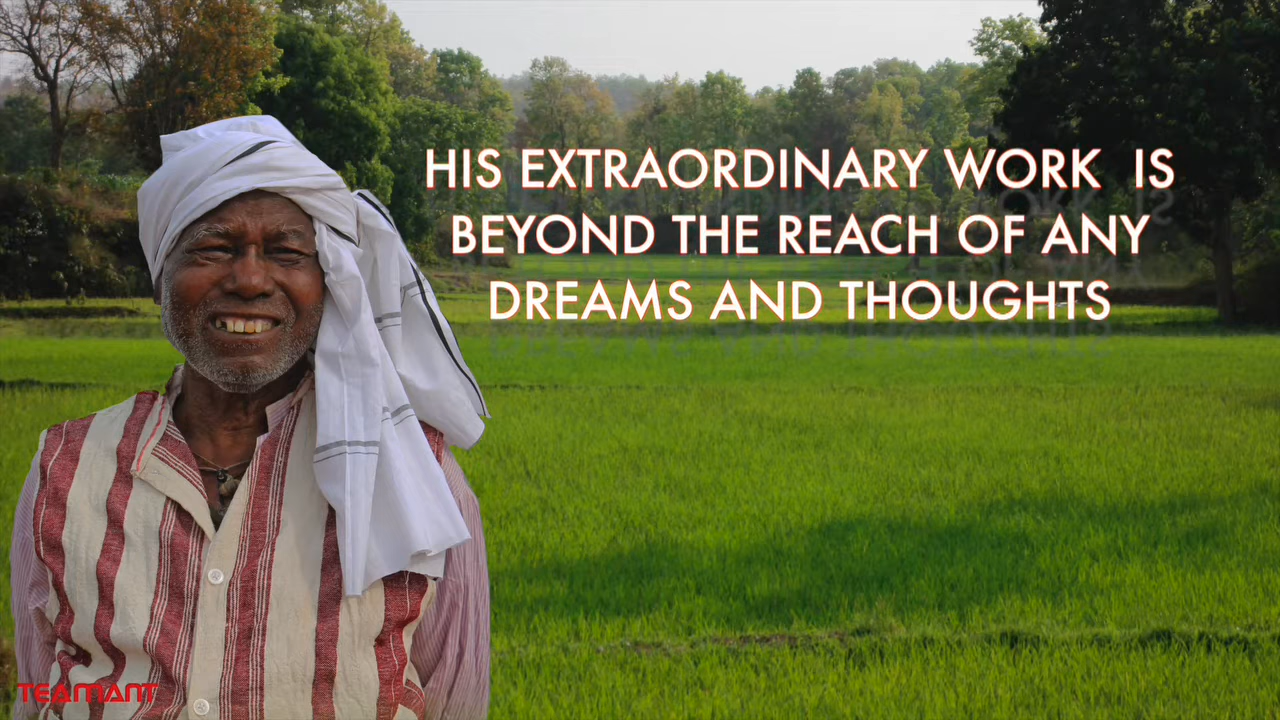 HIS EXTRAORDINARY WORK IS
BEYOND THE REACH OF ANY
DREAMS AND THOUGHTS
TEAMANT